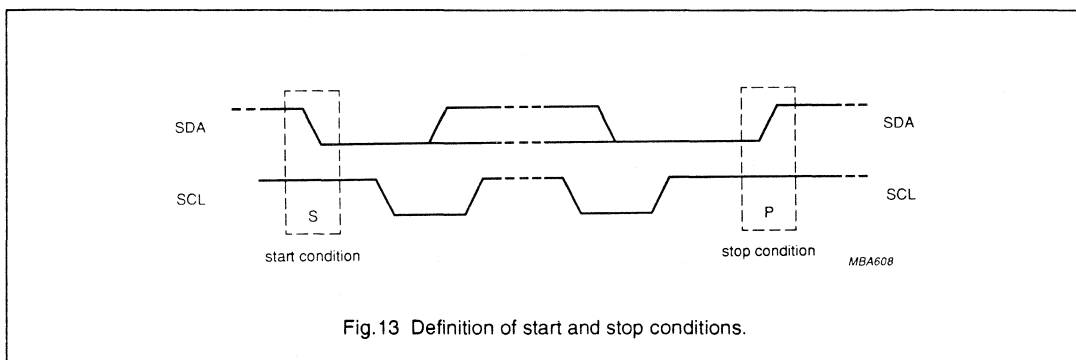 SDA
SDA
SCL
SCL
S
P
start condition
stop condition
MBA608
Fig.13 Definition of start and stop conditions.